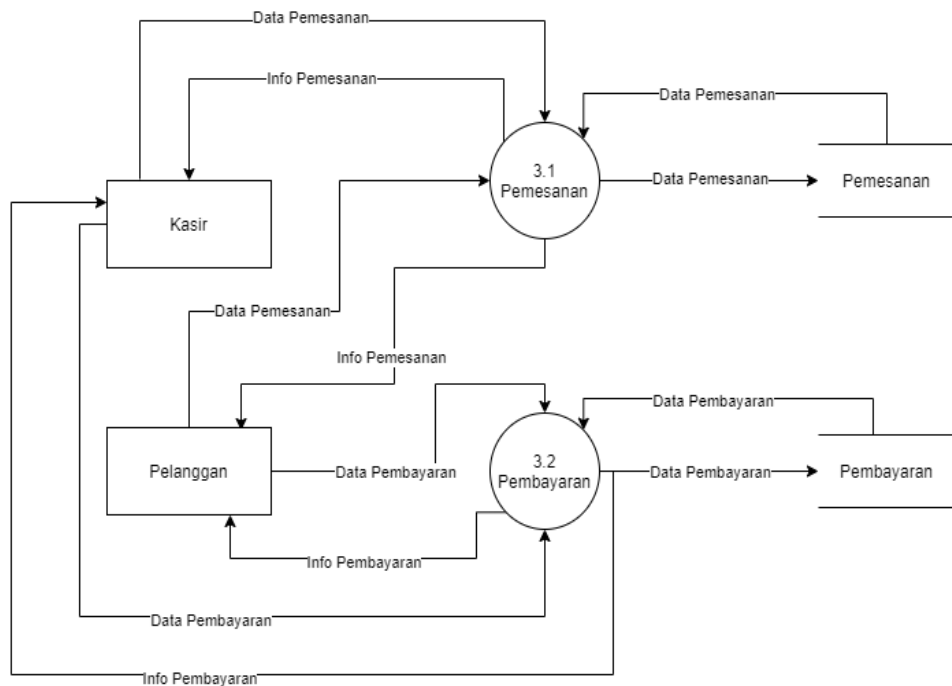 Data Pemesanan
Info Pemesanan
Data Pemesanan
3.1
Pemesanan
Data Pemesanan
Pemesanan
Kasir
Data Pemesanan
Info Pemesanan
Data Pembayaran
Pelanggan
Data Pembayaran
3.2
Pembayaran
Data Pembayaran
Pembayaran
Info Pembayaran
Data Pembayaran
Info Pembayaran